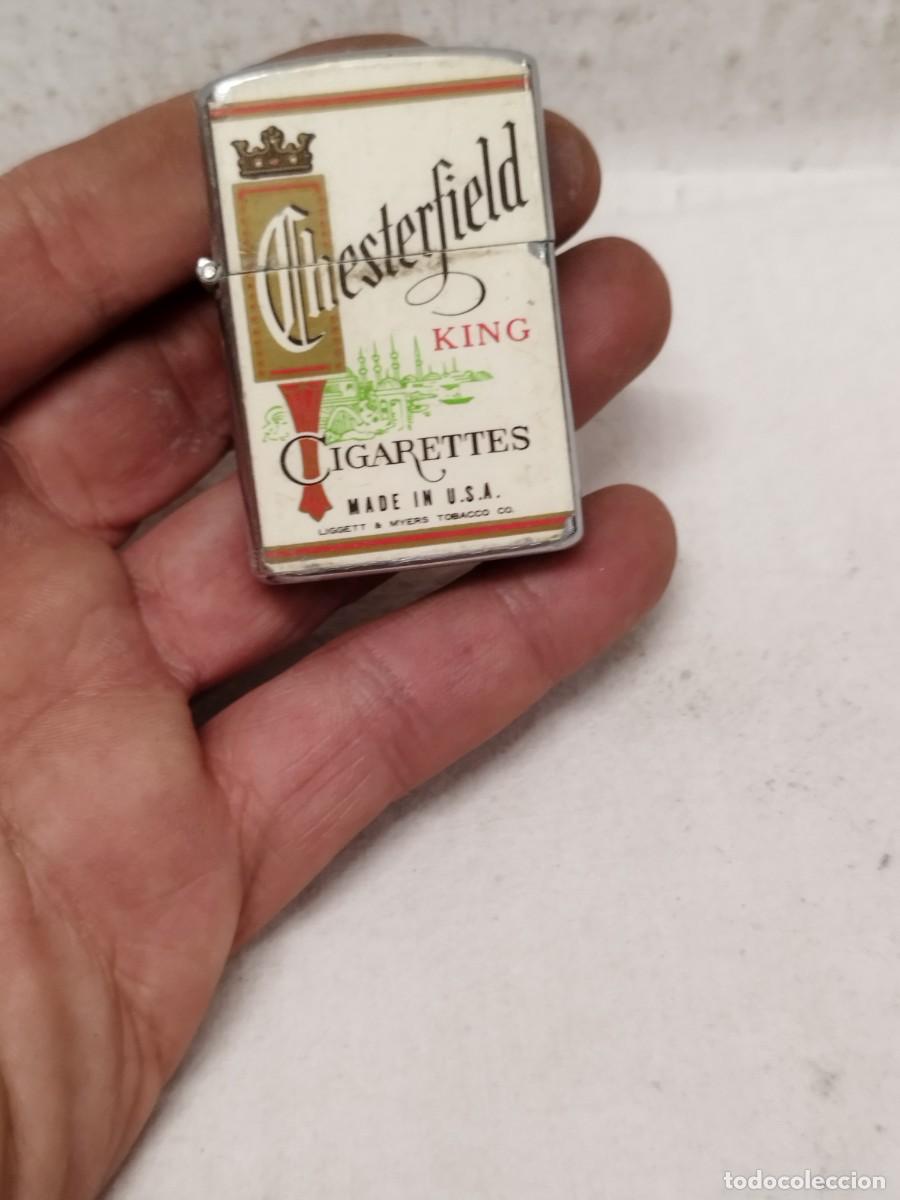 Chesterfield
KING
CIGARETTES
MADE IN U.S.A.
LIGGETT & MYERS TOBACCO CO.
todocoleccion